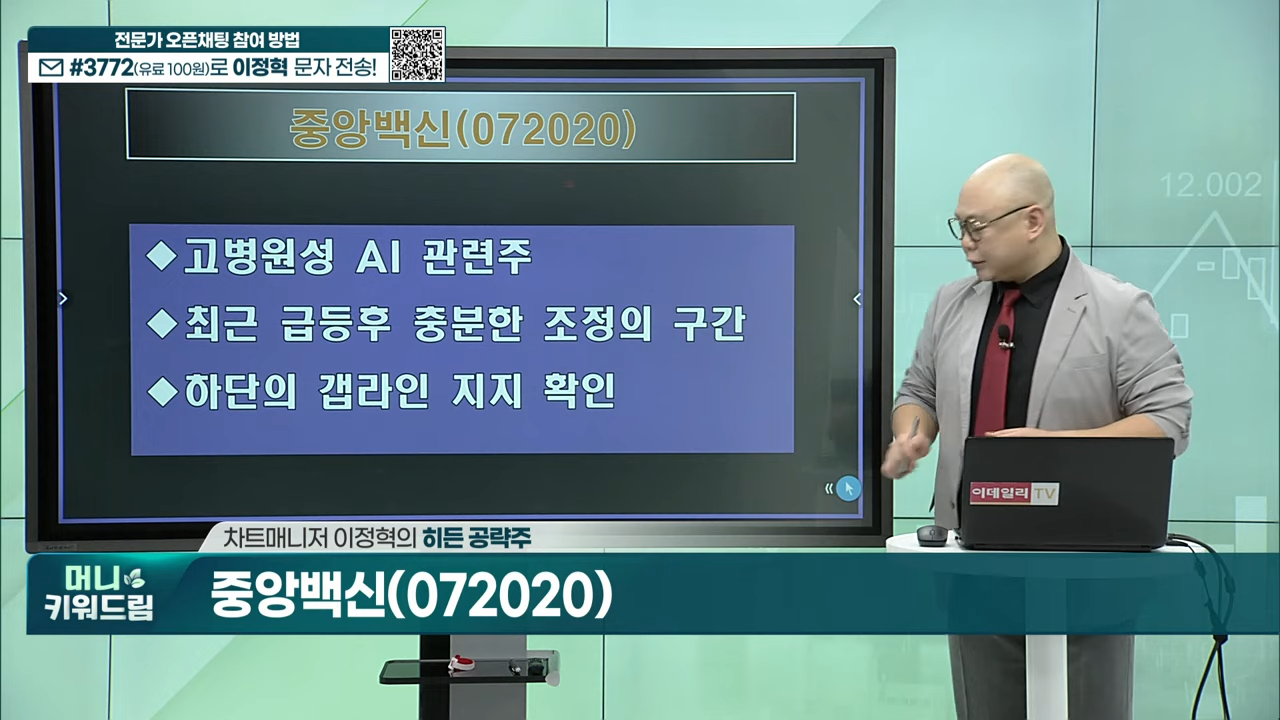 전문가 오픈채팅 참여 방법
#3772(유료 100원)로 이정혁 문자 전송!
중앙백신(072020)
◆고병원성 AI 관련주
◆최근 급등후 충분한 조정의 구간
◆하단의 갭라인 지지 확인
12.002
이데일리 TV
차트매니저 이정혁의 히든 공략주
머니
키워드림
중앙백신(072020)